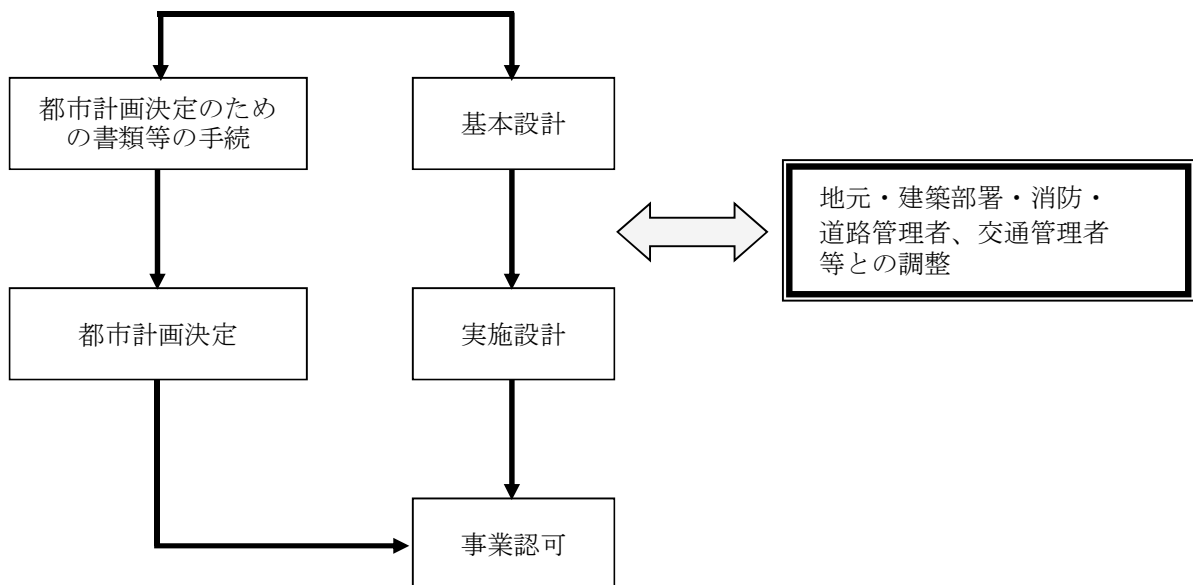 都市計画決定のため
の書類等の手続
基本設計
地元・建築部署・消防・
道路管理者、交通管理者
等との調整
都市計画決定
実施設計
事業認可